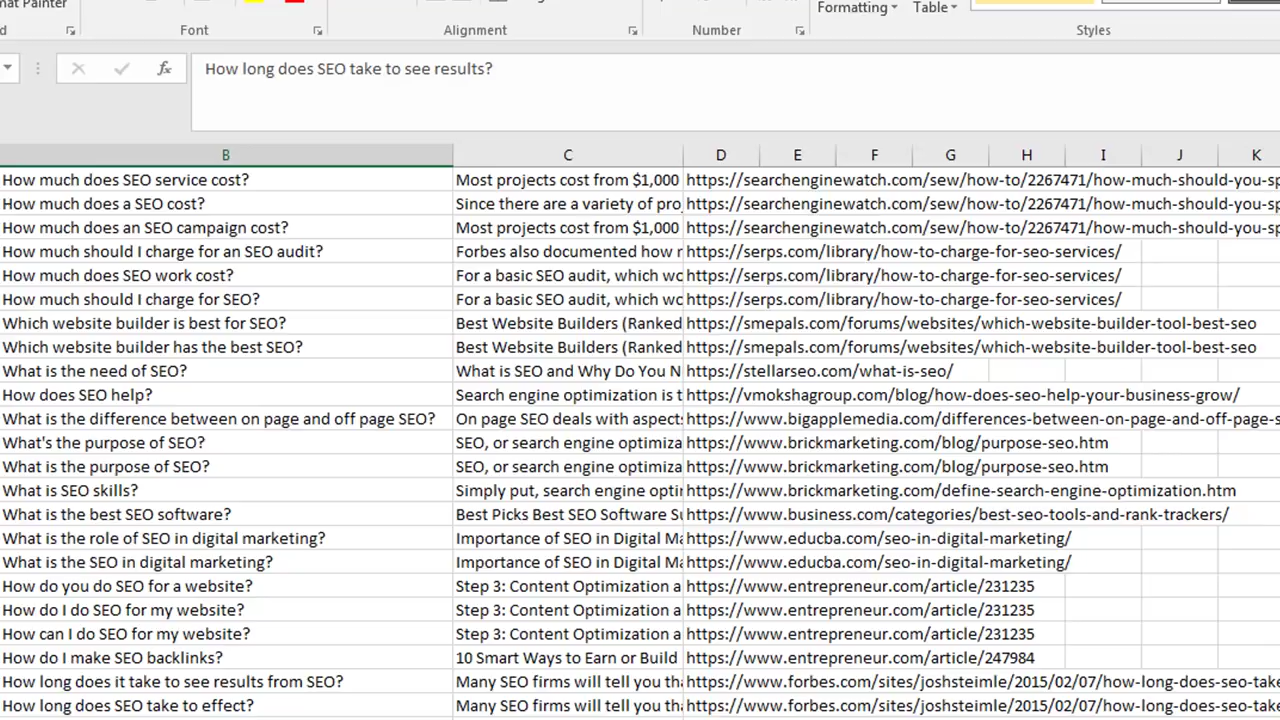 mat Painter
Formatting
Table
Font
Alignment
Number
Styles
fx
How long does SEO take to see results?
B C D E F G H I J K
How much does SEO service cost? Most projects cost from $1,000 https://searchenginewatch.com/sew/how-to/2267471/how-much-should-you-sp
How much does a SEO cost? Since there are a variety of pro https://searchenginewatch.com/sew/how-to/2267471/how-much-should-you-sp
How much does an SEO campaign cost? Most projects cost from $1,000 https://searchenginewatch.com/sew/how-to/2267471/how-much-should-you-sp
How much should I charge for an SEO audit? Forbes also documented how https://serps.com/library/how-to-charge-for-seo-services/
How much does SEO work cost? For a basic SEO audit, which wo https://serps.com/library/how-to-charge-for-seo-services/
How much should I charge for SEO? For a basic SEO audit, which wo https://serps.com/library/how-to-charge-for-seo-services/
Which website builder is best for SEO? Best Website Builders (Ranked https://smepals.com/forums/websites/which-website-builder-tool-best-seo
Which website builder has the best SEO? Best Website Builders (Ranked https://smepals.com/forums/websites/which-website-builder-tool-best-seo
What is the need of SEO? What is SEO and Why Do You N https://stellarseo.com/what-is-seo/
How does SEO help? Search engine optimization is t https://vmokshagroup.com/blog/how-does-seo-help-your-business-grow/
What is the difference between on page and off page SEO? On page SEO deals with aspect https://www.bigapplemedia.com/differences-between-on-page-and-off-page-s
What's the purpose of SEO? SEO, or search engine optimiza https://www.brickmarketing.com/blog/purpose-seo.htm
What is the purpose of SEO? SEO, or search engine optimiza https://www.brickmarketing.com/blog/purpose-seo.htm
What is SEO skills? Simply put, search engine opti https://www.brickmarketing.com/define-search-engine-optimization.htm
What is the best SEO software? Best Picks Best SEO Software Su https://www.business.com/categories/best-seo-tools-and-rank-trackers/
What is the role of SEO in digital marketing? Importance of SEO in Digital Ma https://www.educba.com/seo-in-digital-marketing/
What is the SEO in digital marketing? Importance of SEO in Digital Ma https://www.educba.com/seo-in-digital-marketing/
How do you do SEO for a website? Step 3: Content Optimization a https://www.entrepreneur.com/article/231235
How do I do SEO for my website? Step 3: Content Optimization a https://www.entrepreneur.com/article/231235
How can I do SEO for my website? Step 3: Content Optimization a https://www.entrepreneur.com/article/231235
How do I make SEO backlinks? 10 Smart Ways to Earn or Build https://www.entrepreneur.com/article/247984
How long does it take to see results from SEO? Many SEO firms will tell you tha https://www.forbes.com/sites/joshsteimle/2015/02/07/how-long-does-seo-take
How long does SEO take to effect? Many SEO firms will tell you tha https://www.forbes.com/sites/joshsteimle/2015/02/07/how-long-does-seo-take